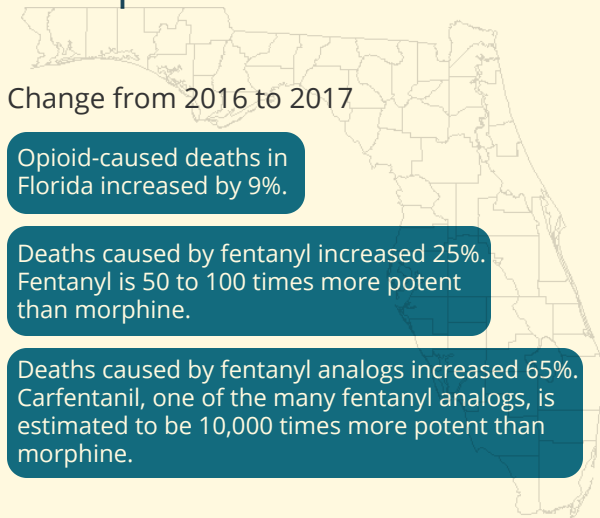 Change from 2016 to 2017
Opioid-caused deaths in
Florida increased by 9%.
Deaths caused by fentanyl increased 25%.
Fentanyl is 50 to 100 times more potent
than morphine.
Deaths caused by fentanyl analogs increased 65%.
Carfentanil, one of the many fentanyl analogs, is
estimated to be 10,000 times more potent than
morphine.